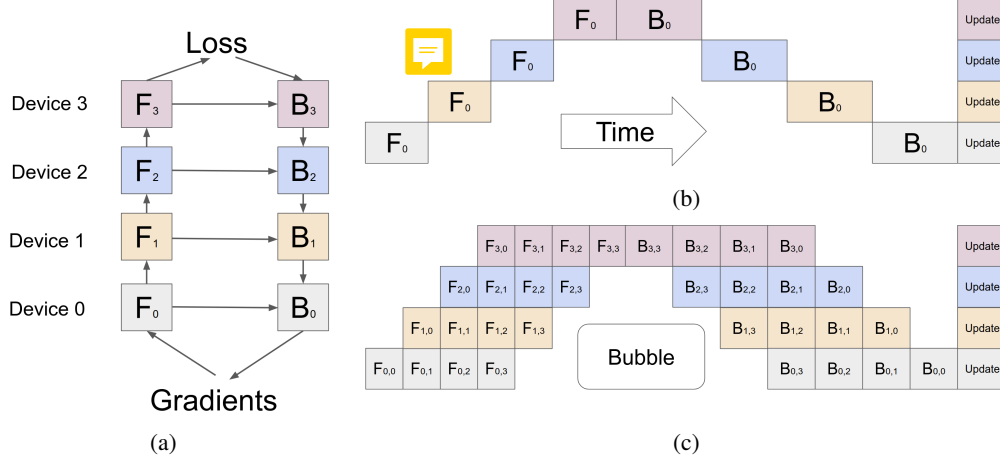 Loss
Device 3 F3 B3
Device 2 F2 B2
Device 1 F1 B1
Device 0 F0 B0
Gradients
(a)
F0 B0 Update
F0 B0 Update
F0 B0 Update
F0 B0 Update
Time
(b)
F3,0 F3,1 F3,2 F3,3 B3,3 B3,2 B3,1 B3,0 Update
F2,0 F2,1 F2,2 F2,3 B2,3 B2,2 B2,1 B2,0 Update
F1,0 F1,1 F1,2 F1,3 B1,3 B1,2 B1,1 B1,0 Update
F0,0 F0,1 F0,2 F0,3 B0,3 B0,2 B0,1 B0,0 Update
Bubble
(c)